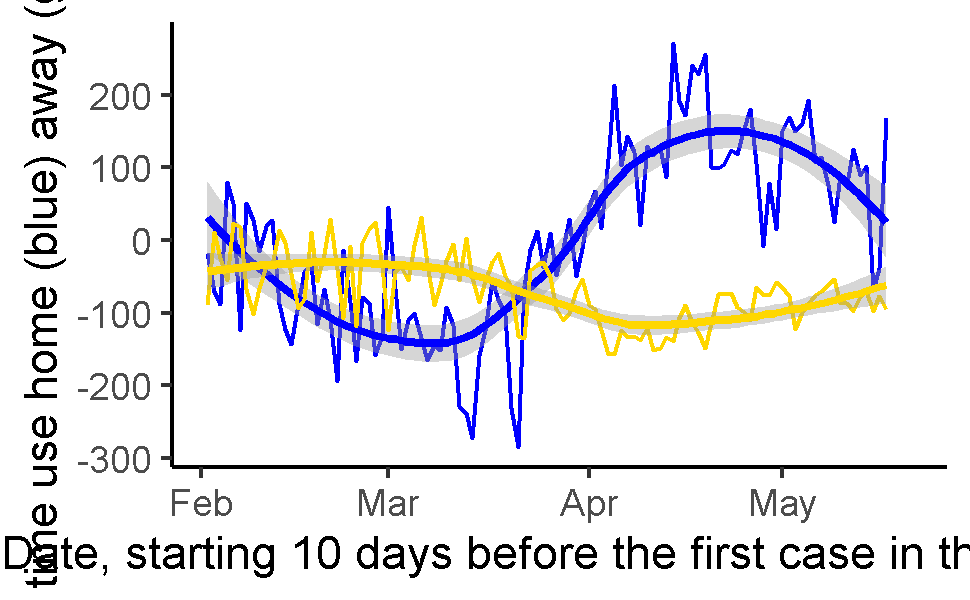 time use home (blue) away (
200
100
0
-100
-200
-300
Feb
Mar
Apr
May
Date, starting 10 days before the first case in th